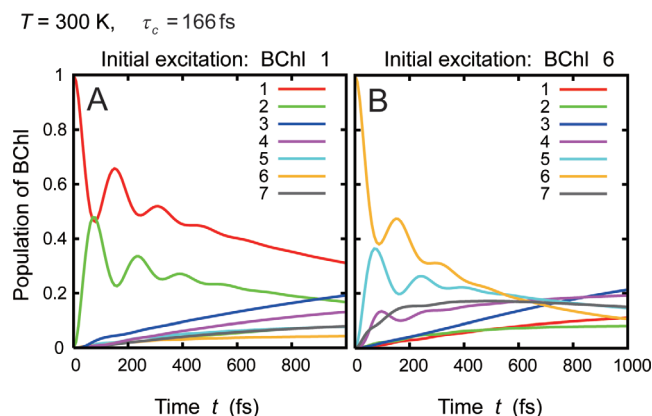 T = 300 K, τc = 166 fs
Initial excitation: BChl 1
Initial excitation: BChl 6
Population of BChl
1
0.8
0.6
0.4
0.2
0
A
1
2
3
4
5
6
7
B
1
2
3
4
5
6
7
0 200 400 600 800
0 200 400 600 800 1000
Time t (fs)
Time t (fs)